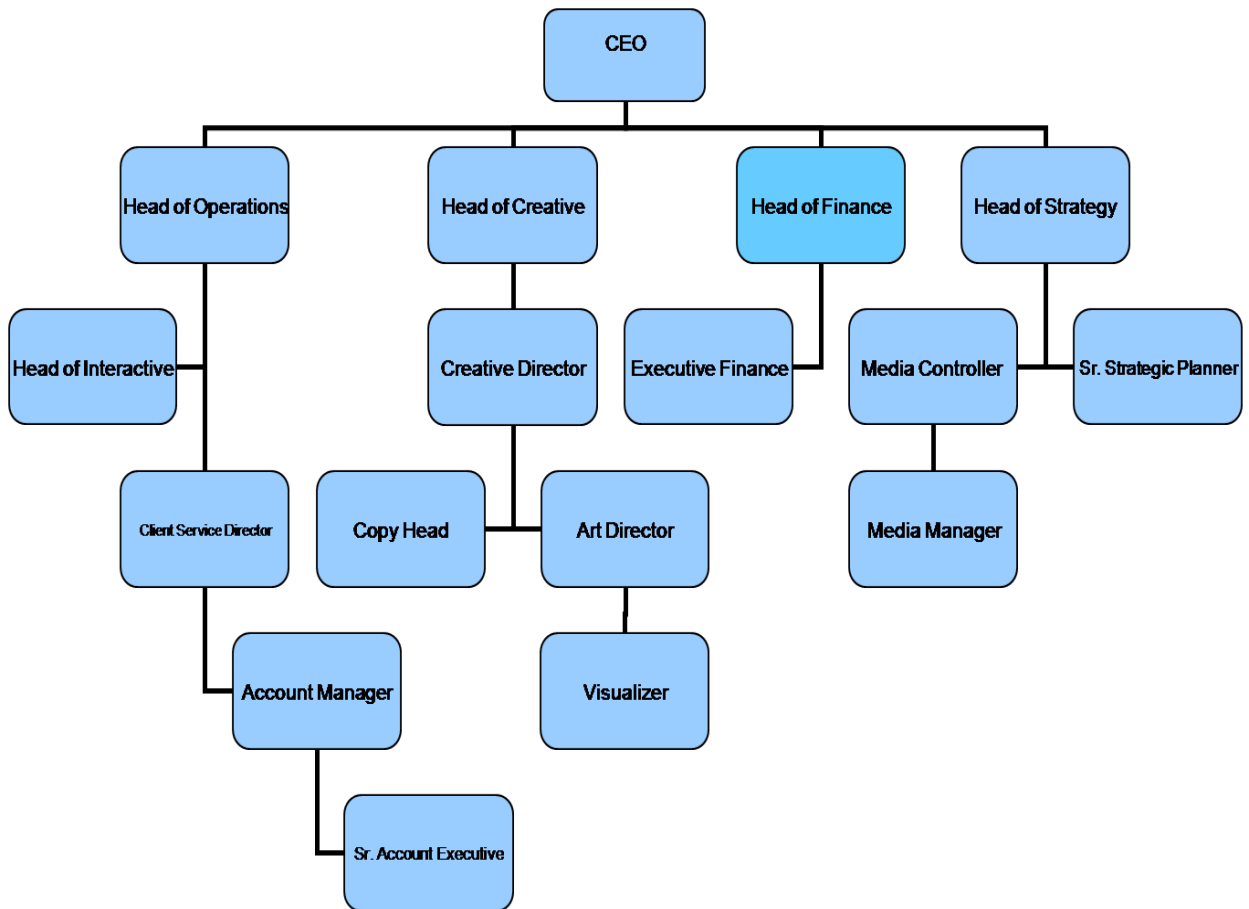 CEO
Head of Operations
Head of Creative
Head of Finance
Head of Strategy
Head of Interactive
Creative Director
Executive Finance
Media Controller
Sr. Strategic Planner
Client Service Director
Copy Head
Art Director
Media Manager
Account Manager
Visualizer
Sr. Account Executive